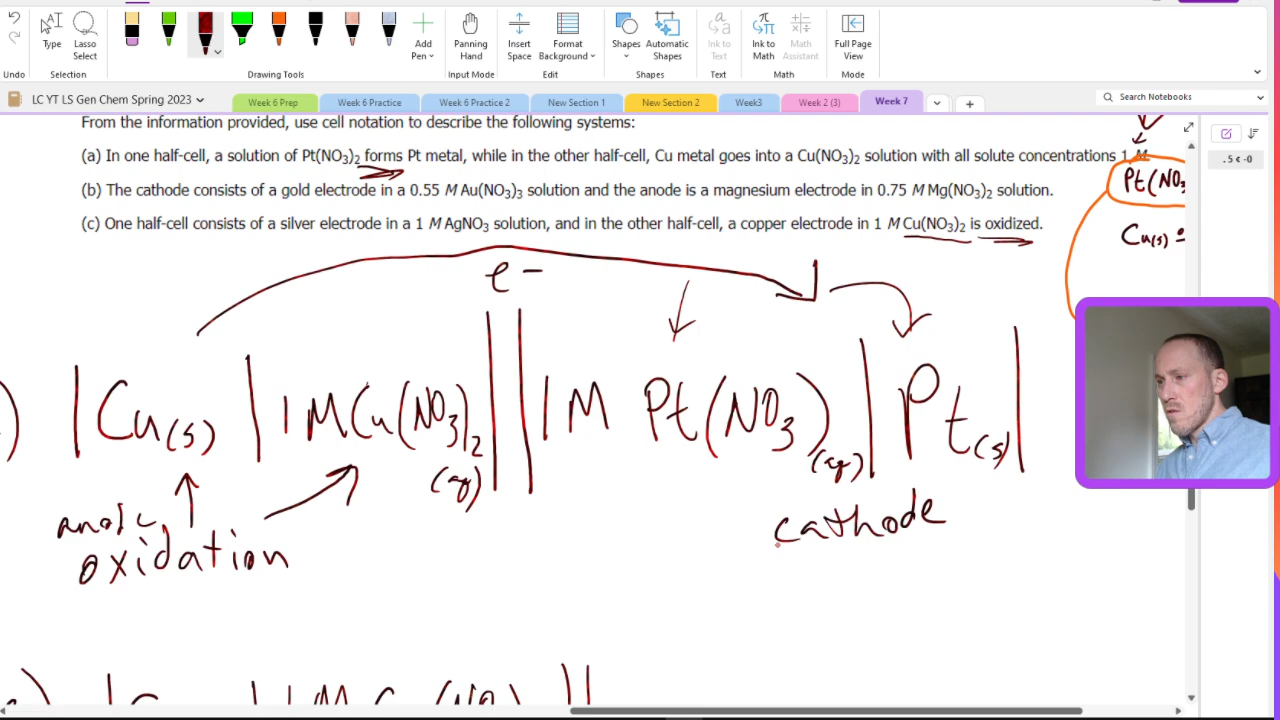 Undo
Type
Lasso Select
Selection
Drawing Tools
Add Pen
Panning Hand
Input Mode
Insert Space
Format Background
Edit
Shapes
Automatic Shapes
Shapes
Ink to Text
Text
Ink to Math
Math Assistant
Math
Full Page View
Mode
LC YT LS Gen Chem Spring 2023
Week 6 Prep
Week 6 Practice
Week 6 Practice 2
New Section 1
New Section 2
Week3
Week 2 (3)
Week 7
Search Notebooks
From the information provided, use cell notation to describe the following systems:
(a) In one half-cell, a solution of Pt(NO₃)₂ forms Pt metal, while in the other half-cell, Cu metal goes into a Cu(NO₃)₂ solution with all solute concentrations 1 M.
(b) The cathode consists of a gold electrode in a 0.55 M Au(NO₃)₃ solution and the anode is a magnesium electrode in 0.75 M Mg(NO₃)₂ solution.
(c) One half-cell consists of a silver electrode in a 1 M AgNO₃ solution, and in the other half-cell, a copper electrode in 1 M Cu(NO₃)₂ is oxidized.
Pt(NO₃
Cu(s)
e−
| Cu(s) | 1M Cu(NO₃)₂ (aq) || 1M Pt(NO₃) (aq) | Pt(s) |
oxidation
cathode